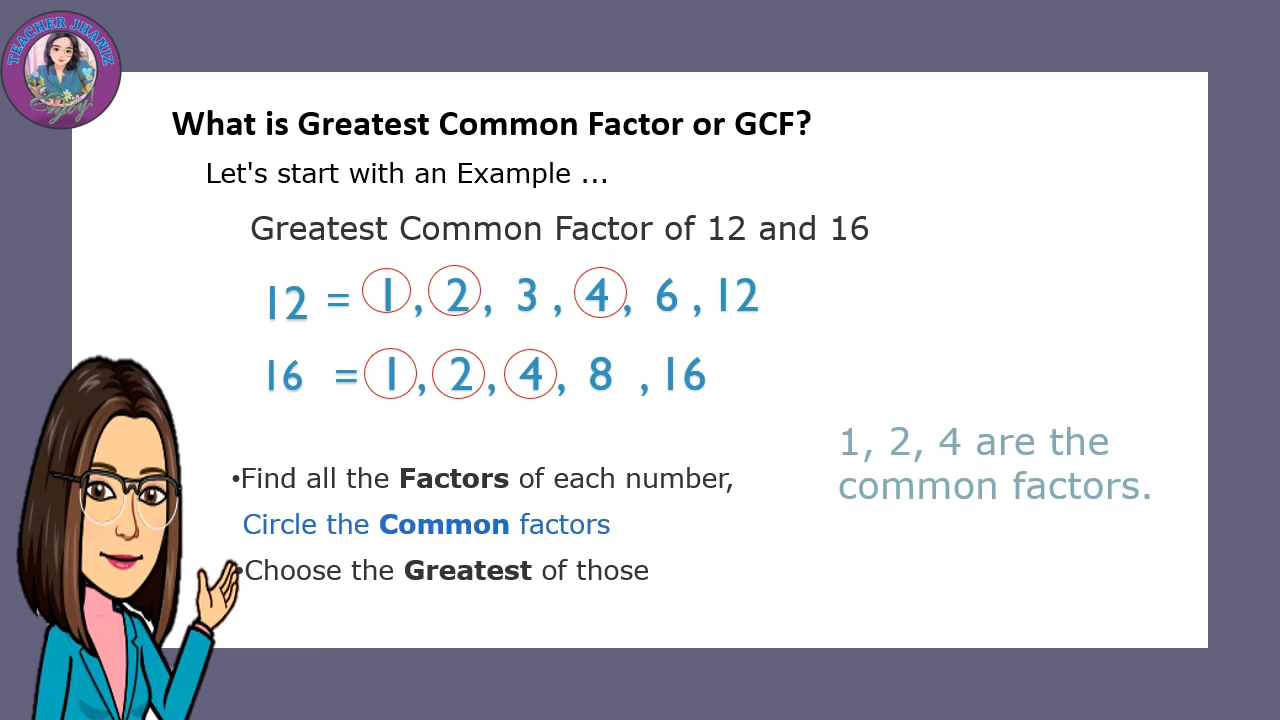 TEACHER JHANIZ
Enjoy!
What is Greatest Common Factor or GCF?
Let's start with an Example ...
Greatest Common Factor of 12 and 16
12 = 1 , 2 , 3 , 4 , 6 , 12
16 = 1 , 2 , 4 , 8 , 16
1, 2, 4 are the
common factors.
•Find all the Factors of each number,
Circle the Common factors
•Choose the Greatest of those